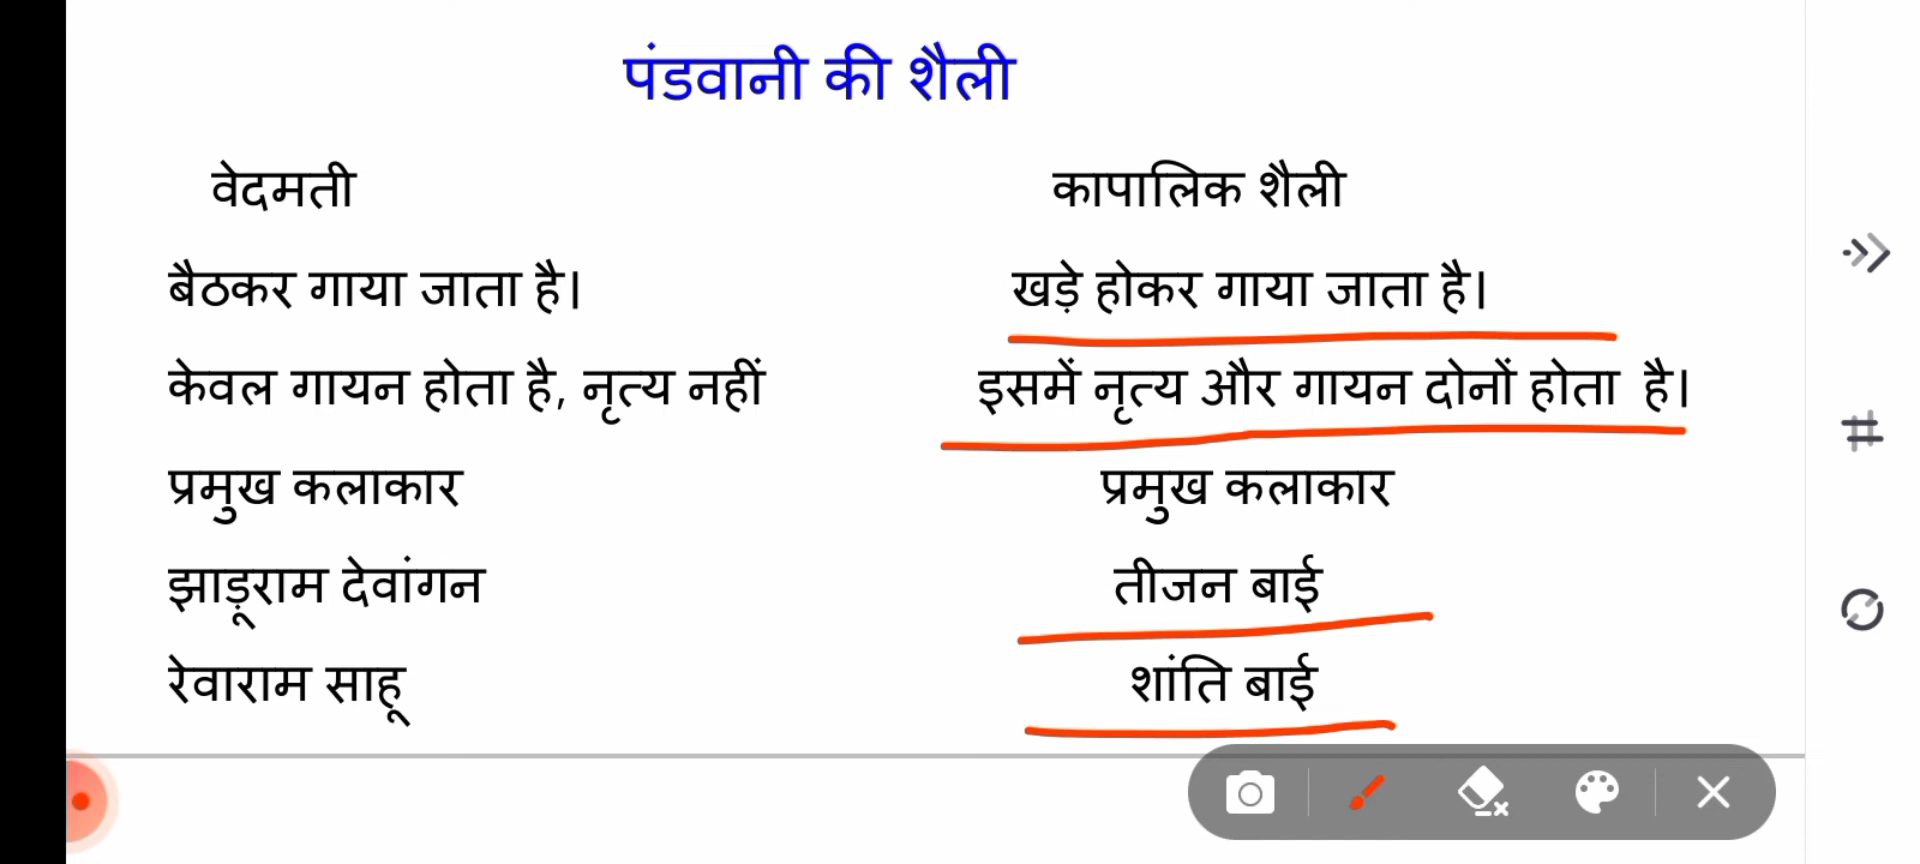 पंडवानी की शैली
वेदमती
कापालिक शैली
बैठकर गाया जाता है।
खड़े होकर गाया जाता है।
केवल गायन होता है, नृत्य नहीं
इसमें नृत्य और गायन दोनों होता है।
प्रमुख कलाकार
प्रमुख कलाकार
झाड़ूराम देवांगन
तीजन बाई
रेवाराम साहू
शांति बाई